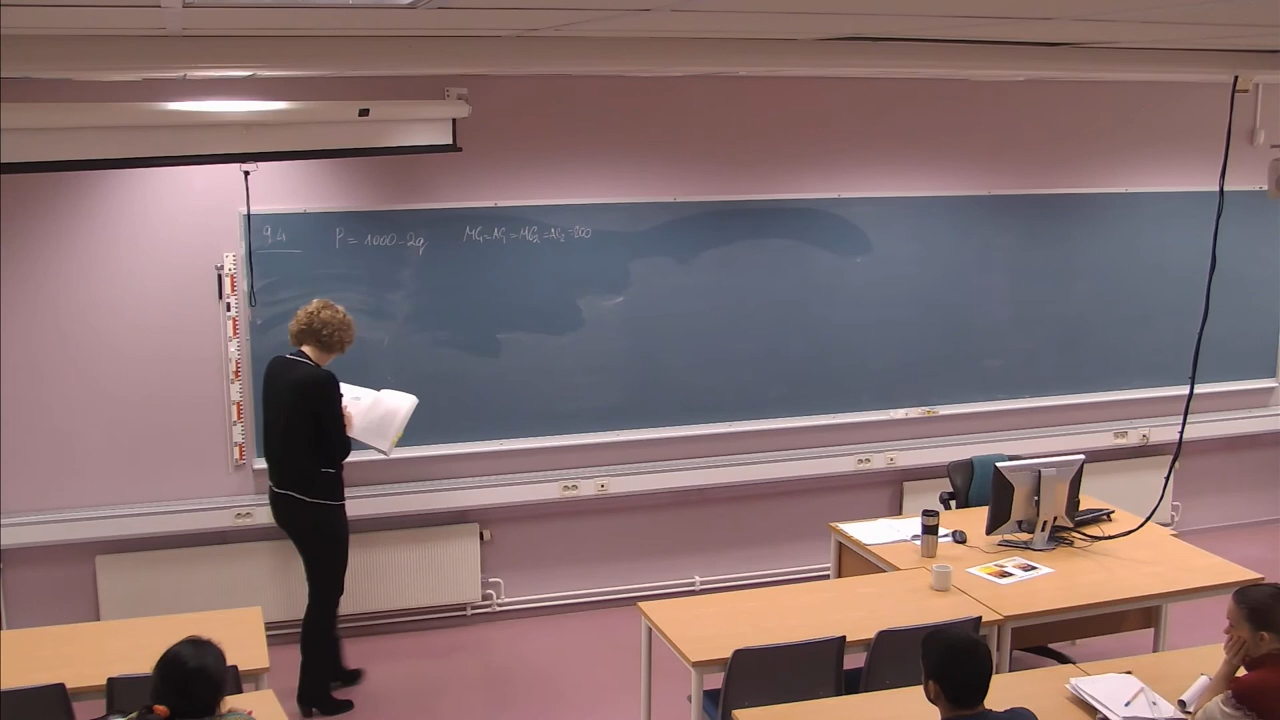 9.4
P = 1000 - 2q
MC₁ = AC₁ = MC₂ = AC₂ = 200